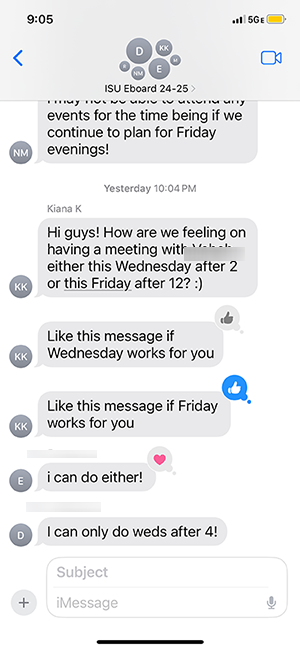 9:05
5GE
D
KK
R
M
NM
E
ISU Eboard 24-25 >
I may not be able to attend any
events for the time being if we
continue to plan for Friday
evenings!
NM
Yesterday 10:04 PM
Kiana K
Hi guys! How are we feeling on
having a meeting with
either this Wednesday after 2
or this Friday after 12? :)
KK
Like this message if
Wednesday works for you
KK
Like this message if Friday
works for you
KK
i can do either!
E
I can only do weds after 4!
D
Subject
iMessage